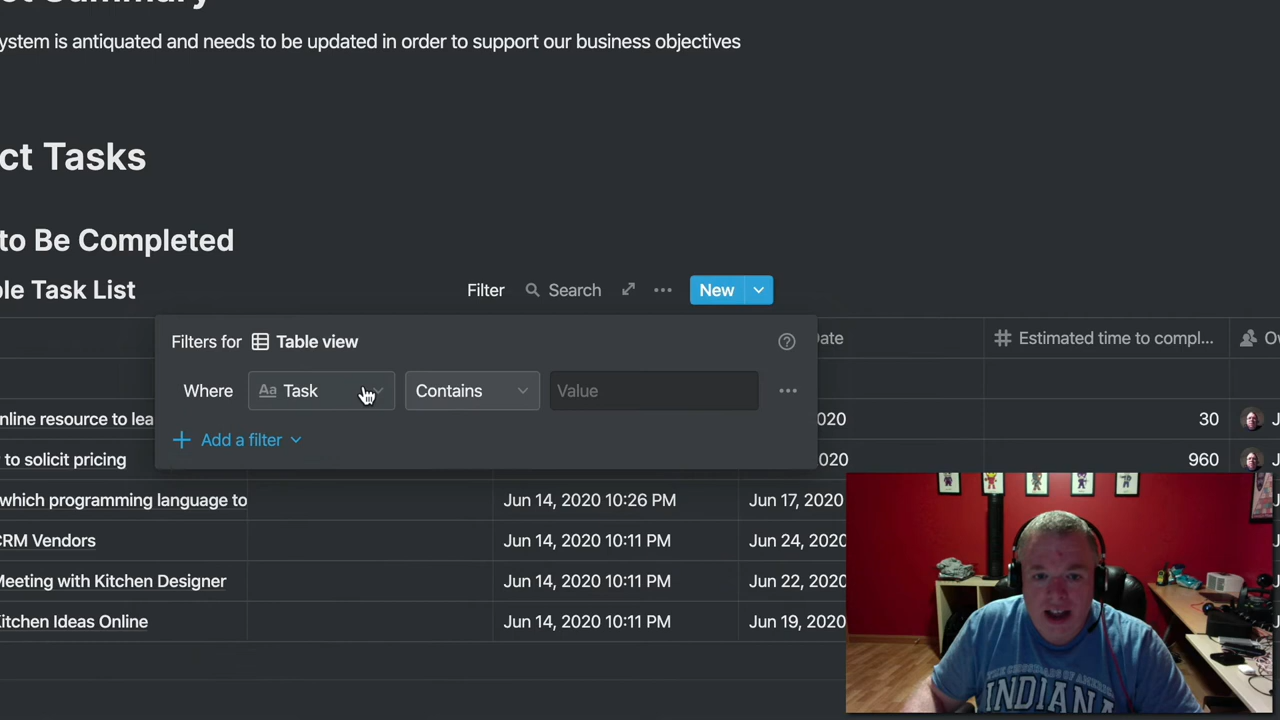 ystem is antiquated and needs to be updated in order to support our business objectives
ct Tasks
to Be Completed
le Task List
Filter Search New
Filters for Table view
Date Estimated time to compl... Ov
Where Aa Task Contains Value
nline resource to lea 020 30 J
Add a filter
to solicit pricing 020 960 J
which programming language to Jun 14, 2020 10:26 PM Jun 17, 2020
CRM Vendors Jun 14, 2020 10:11 PM Jun 24, 2020
Meeting with Kitchen Designer Jun 14, 2020 10:11 PM Jun 22, 2020
Kitchen Ideas Online Jun 14, 2020 10:11 PM Jun 19, 2020
INDIANA